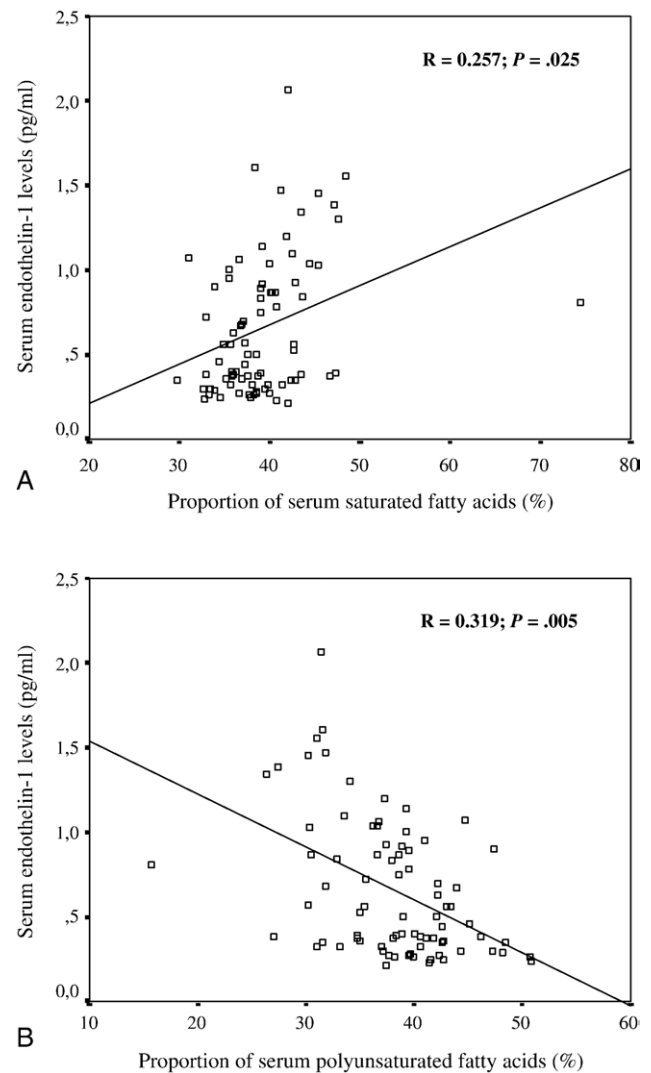 2,5
R = 0.257; P = .025
2,0
1,5
1,0
,5
0,0
Serum endothelin-1 levels (pg/ml)
20 30 40 50 60 70 80
A
Proportion of serum saturated fatty acids (%)
2,5
R = 0.319; P = .005
2,0
1,5
1,0
,5
0,0
Serum endothelin-1 levels (pg/ml)
10 20 30 40 50 60
B
Proportion of serum polyunsaturated fatty acids (%)